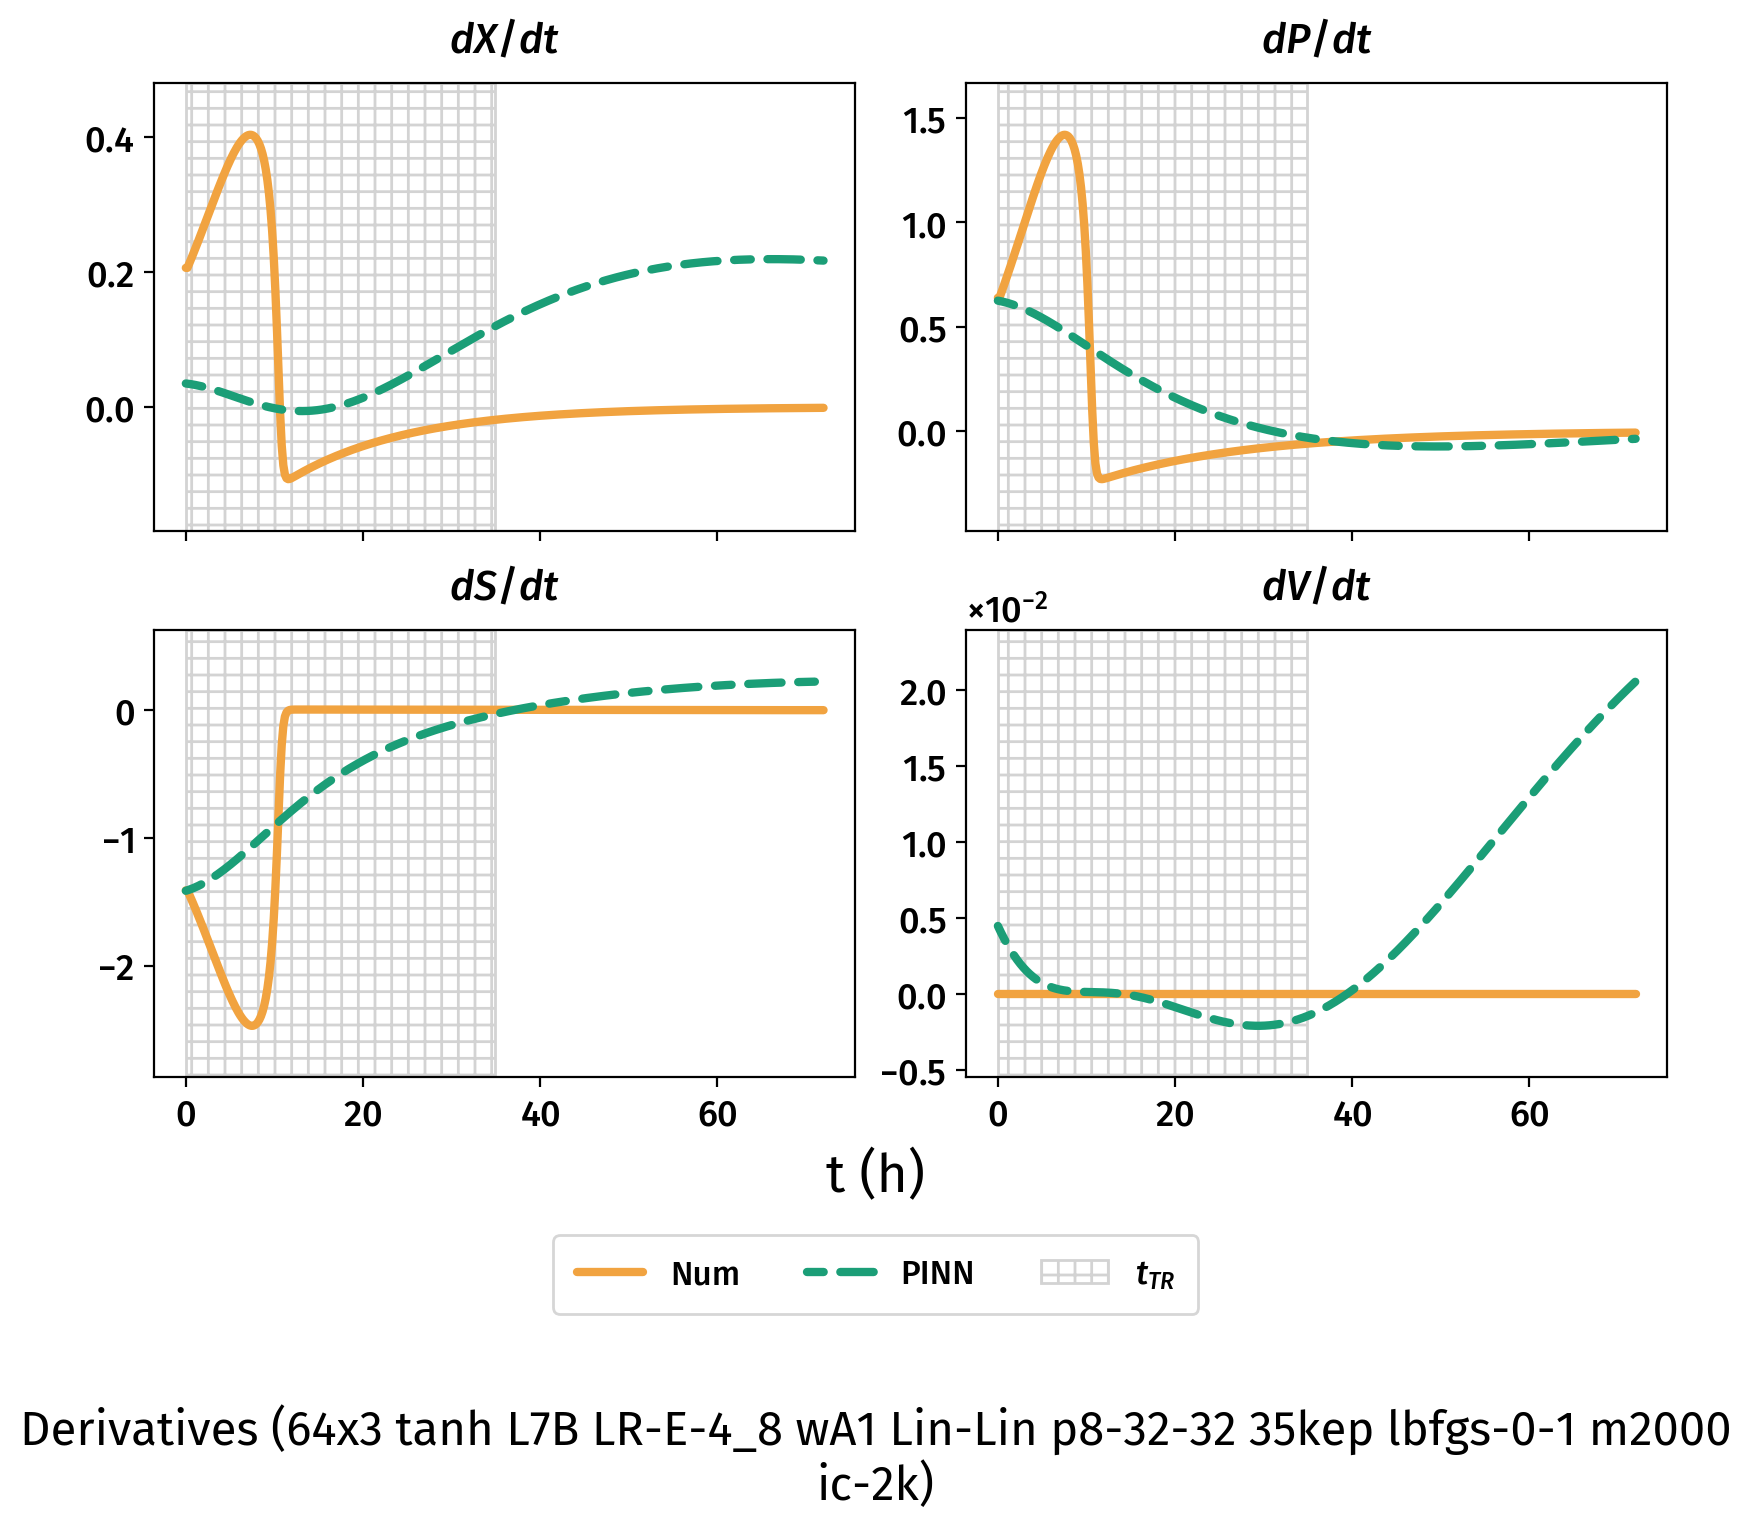 dX/dt
dP/dt
0.4
0.2
0.0
1.5
1.0
0.5
0.0
dS/dt
dV/dt
×10⁻²
0
−1
−2
2.0
1.5
1.0
0.5
0.0
−0.5
0 20 40 60
0 20 40 60
t (h)
Num PINN t_TR
Derivatives (64x3 tanh L7B LR-E-4_8 wA1 Lin-Lin p8-32-32 35kep lbfgs-0-1 m2000
ic-2k)